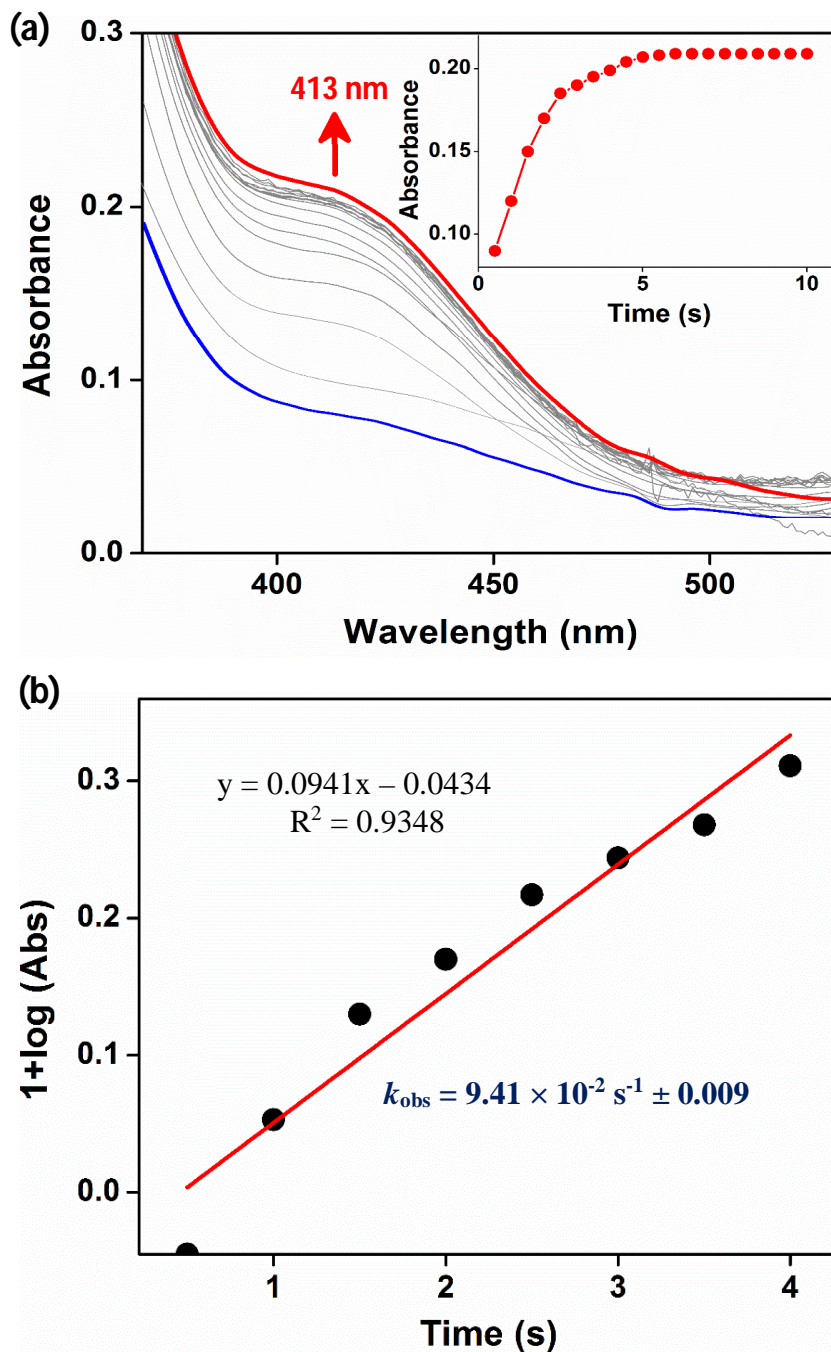 (a)
0.3
0.2
0.1
0.0
Absorbance
413 nm
400
450
500
Wavelength (nm)
0.20
0.15
0.10
Absorbance
0
5
10
Time (s)
(b)
0.3
0.2
0.1
0.0
1+log (Abs)
y = 0.0941x – 0.0434
R² = 0.9348
k_obs = 9.41 × 10⁻² s⁻¹ ± 0.009
1
2
3
4
Time (s)